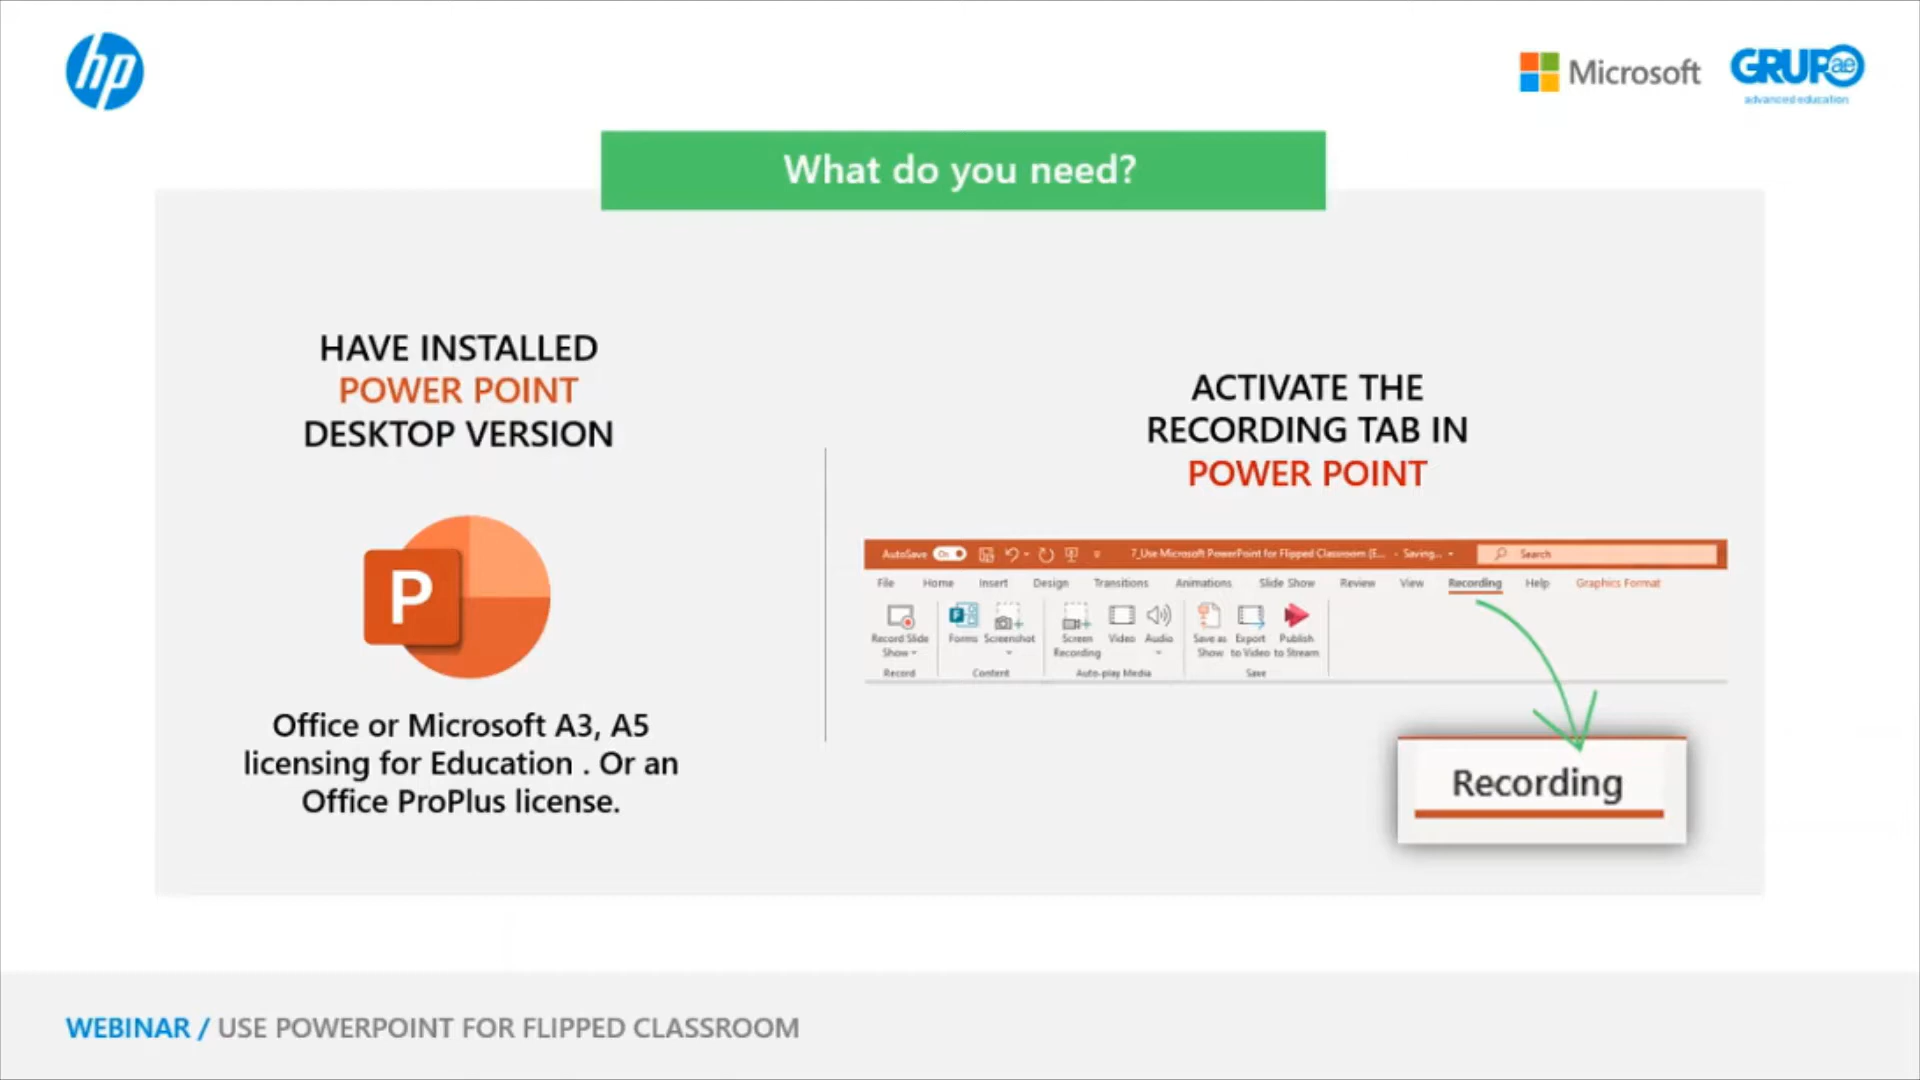 hp
Microsoft
GRUPO ae
advanced education
What do you need?
HAVE INSTALLED
POWER POINT
DESKTOP VERSION
P
Office or Microsoft A3, A5
licensing for Education . Or an
Office ProPlus license.
ACTIVATE THE
RECORDING TAB IN
POWER POINT
AutoSave On 7_Use Microsoft PowerPoint for Flipped Classroom (E... - Saving... Search
File Home Insert Design Transitions Animations Slide Show Review View Recording Help Graphics Format
Record Slide Forms Screenshot Screen Video Audio Save as Export Publish
Show Recording Show to Video to Stream
Record Content Auto-play Media Save
Recording
WEBINAR / USE POWERPOINT FOR FLIPPED CLASSROOM